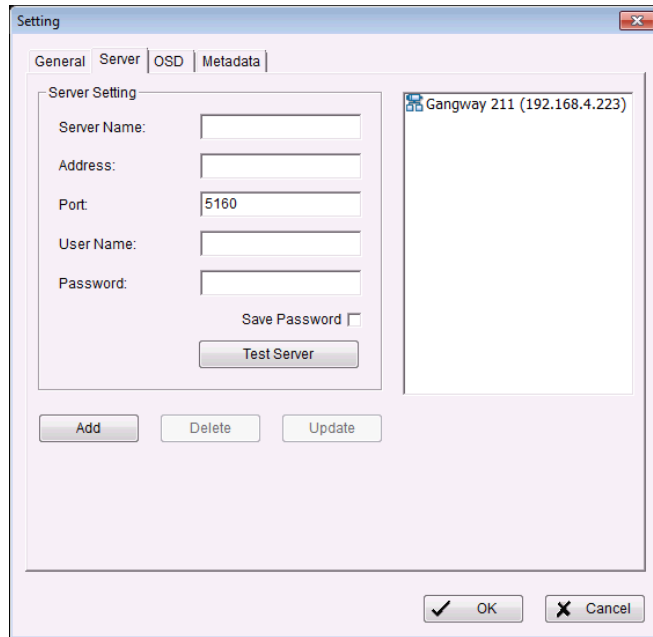 Setting
General Server OSD Metadata
Server Setting
Server Name:
Address:
Port: 5160
User Name:
Password:
Save Password
Test Server
Gangway 211 (192.168.4.223)
Add Delete Update
OK Cancel